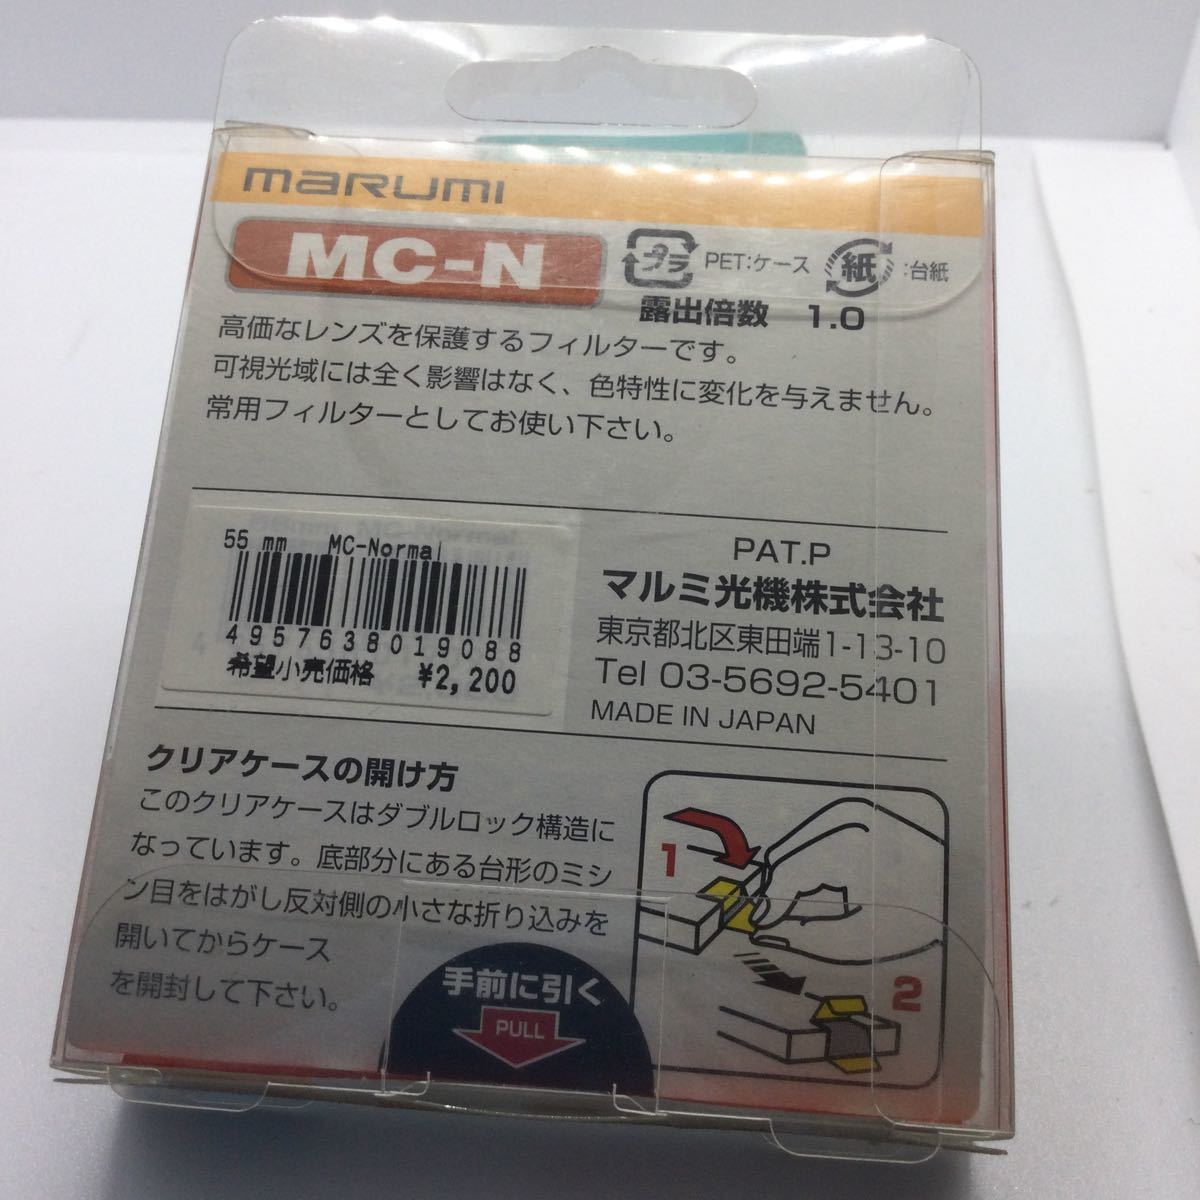 marumi
MC-N
プラ PET:ケース 紙 :台紙
露出倍数 1.0
高価なレンズを保護するフィルターです。
可視光域には全く影響はなく、色特性に変化を与えません。
常用フィルターとしてお使い下さい。
55 mm MC-Normal
4957638019088
希望小売価格 ¥2,200
PAT.P
マルミ光機株式会社
東京都北区東田端1-13-10
Tel 03-5692-5401
MADE IN JAPAN
クリアケースの開け方
このクリアケースはダブルロック構造に
なっています。底部分にある台形のミシ
ン目をはがし反対側の小さな折り込みを
開いてからケース
を開封して下さい。
手前に引く
PULL
1
2